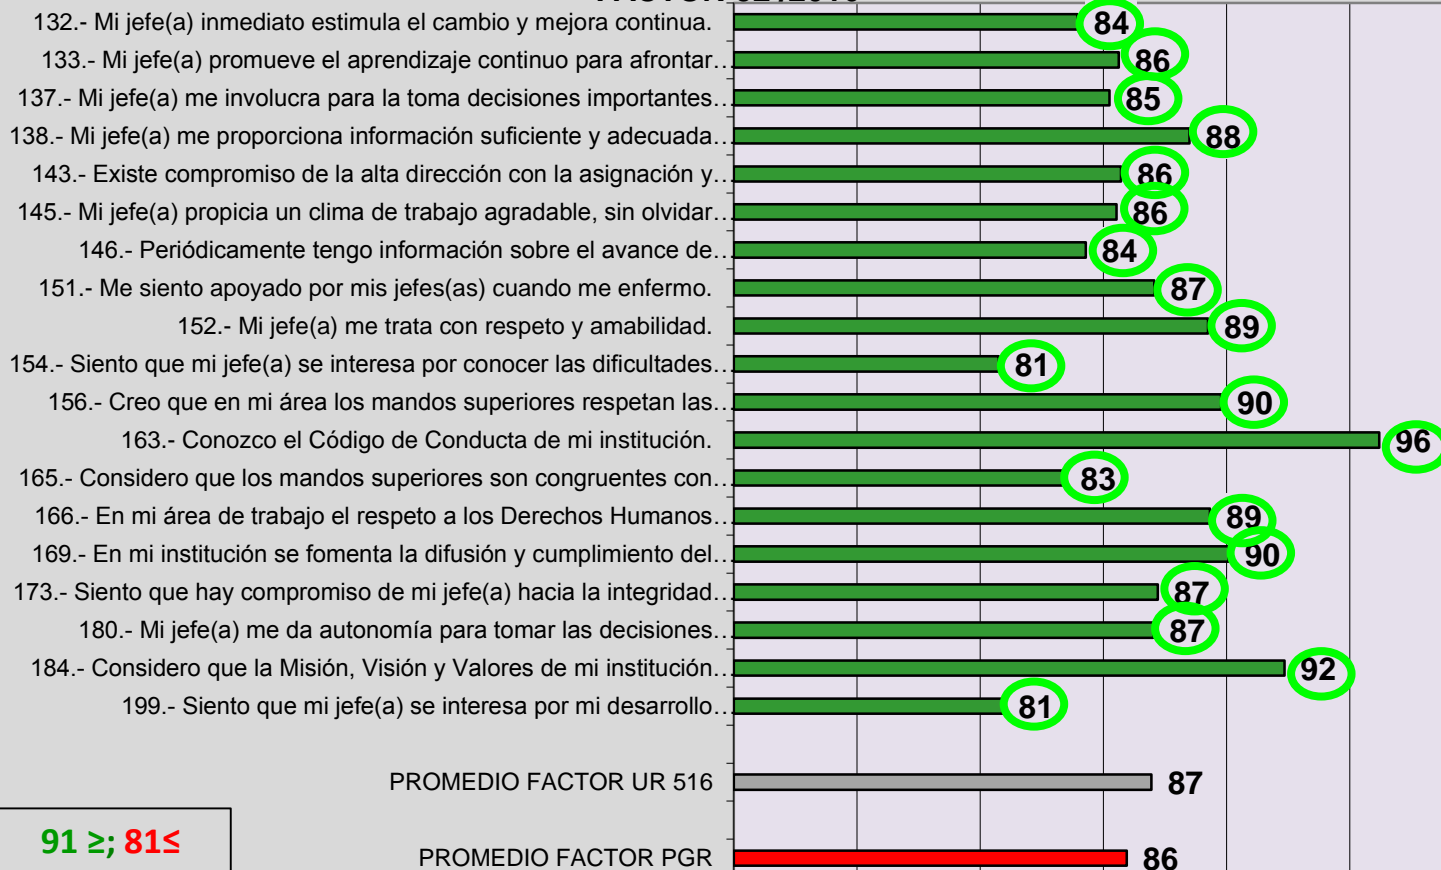 132.- Mi jefe(a) inmediato estimula el cambio y mejora continua. 84
133.- Mi jefe(a) promueve el aprendizaje continuo para afrontar… 86
137.- Mi jefe(a) me involucra para la toma decisiones importantes… 85
138.- Mi jefe(a) me proporciona información suficiente y adecuada… 88
143.- Existe compromiso de la alta dirección con la asignación y… 86
145.- Mi jefe(a) propicia un clima de trabajo agradable, sin olvidar… 86
146.- Periódicamente tengo información sobre el avance de… 84
151.- Me siento apoyado por mis jefes(as) cuando me enfermo. 87
152.- Mi jefe(a) me trata con respeto y amabilidad. 89
154.- Siento que mi jefe(a) se interesa por conocer las dificultades… 81
156.- Creo que en mi área los mandos superiores respetan las… 90
163.- Conozco el Código de Conducta de mi institución. 96
165.- Considero que los mandos superiores son congruentes con… 83
166.- En mi área de trabajo el respeto a los Derechos Humanos… 89
169.- En mi institución se fomenta la difusión y cumplimiento del… 90
173.- Siento que hay compromiso de mi jefe(a) hacia la integridad… 87
180.- Mi jefe(a) me da autonomía para tomar las decisiones… 87
184.- Considero que la Misión, Visión y Valores de mi institución… 92
199.- Siento que mi jefe(a) se interesa por mi desarrollo… 81
PROMEDIO FACTOR UR 516 87
91 ≥; 81≤
PROMEDIO FACTOR PGR 86